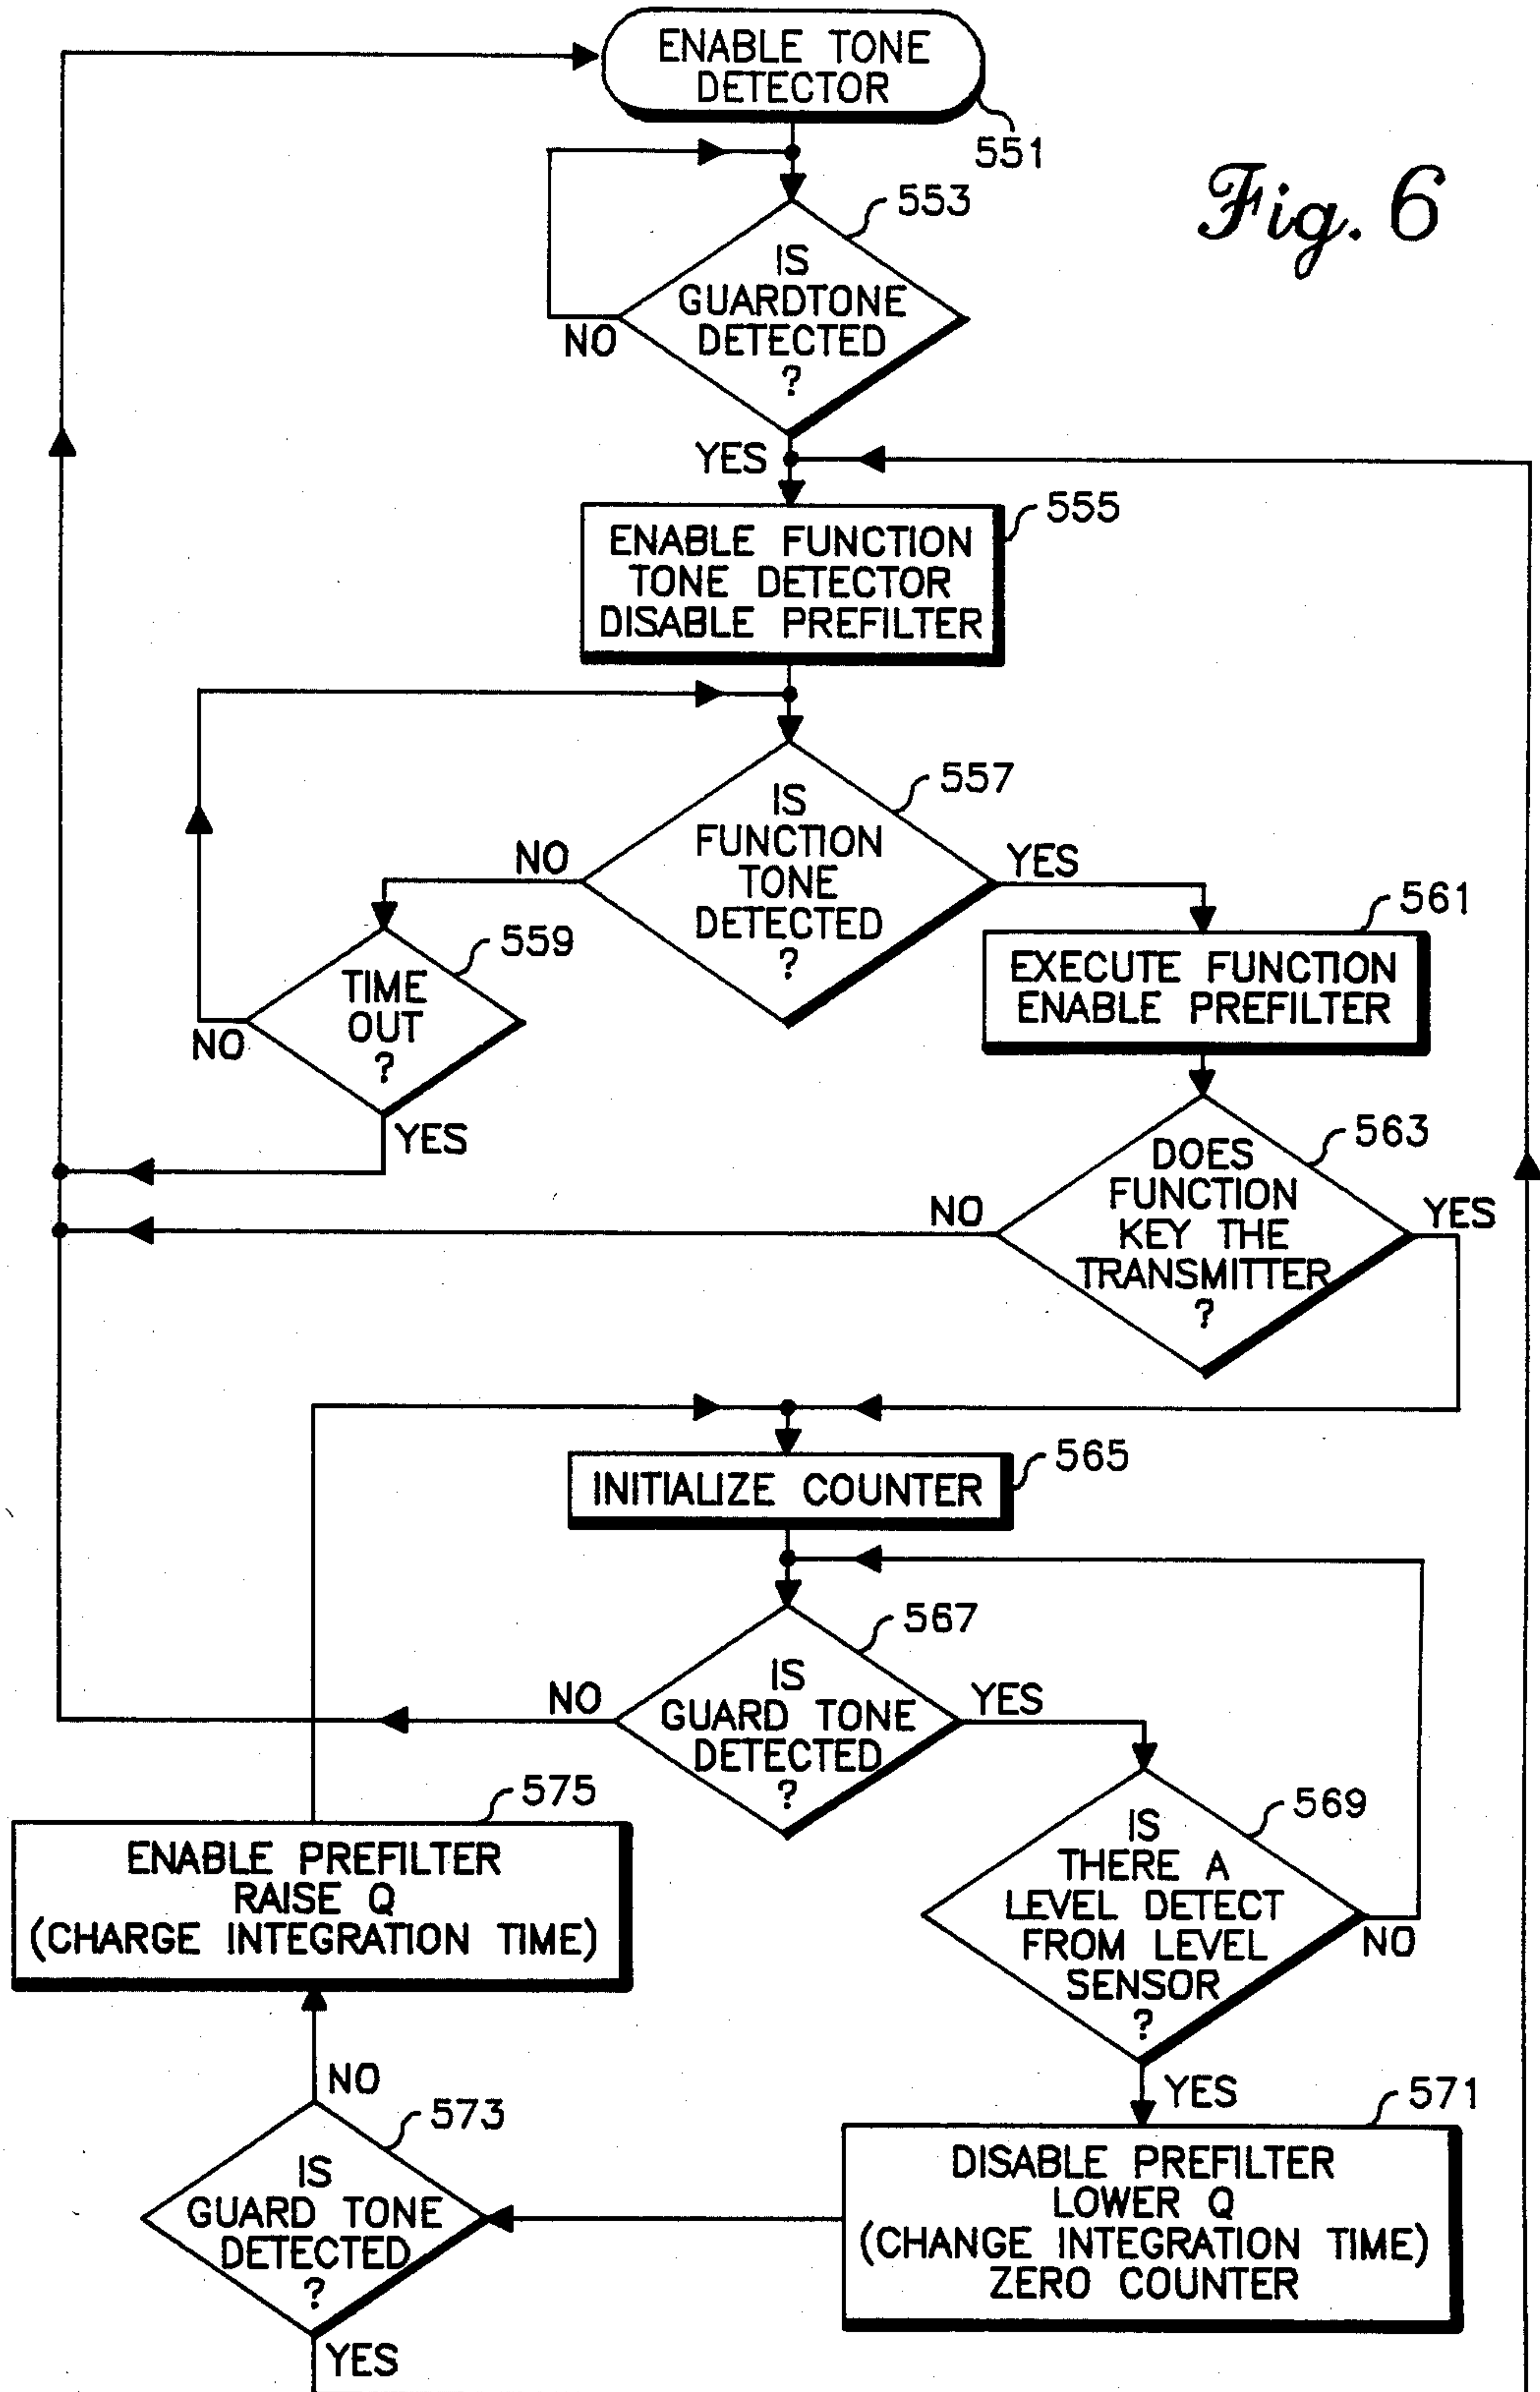 ENABLE TONE
DETECTOR
551
Fig. 6
553
IS
GUARDTONE
DETECTED
?
NO
YES
555
ENABLE FUNCTION
TONE DETECTOR
DISABLE PREFILTER
557
IS
FUNCTION
TONE
DETECTED
?
NO
YES
559
TIME
OUT
?
NO
YES
561
EXECUTE FUNCTION
ENABLE PREFILTER
563
DOES
FUNCTION
KEY THE
TRANSMITTER
?
NO
YES
565
INITIALIZE COUNTER
567
IS
GUARD TONE
DETECTED
?
NO
YES
569
IS
THERE A
LEVEL DETECT
FROM LEVEL
SENSOR
?
NO
YES
575
ENABLE PREFILTER
RAISE Q
(CHARGE INTEGRATION TIME)
NO
573
IS
GUARD TONE
DETECTED
?
YES
571
DISABLE PREFILTER
LOWER Q
(CHANGE INTEGRATION TIME)
ZERO COUNTER